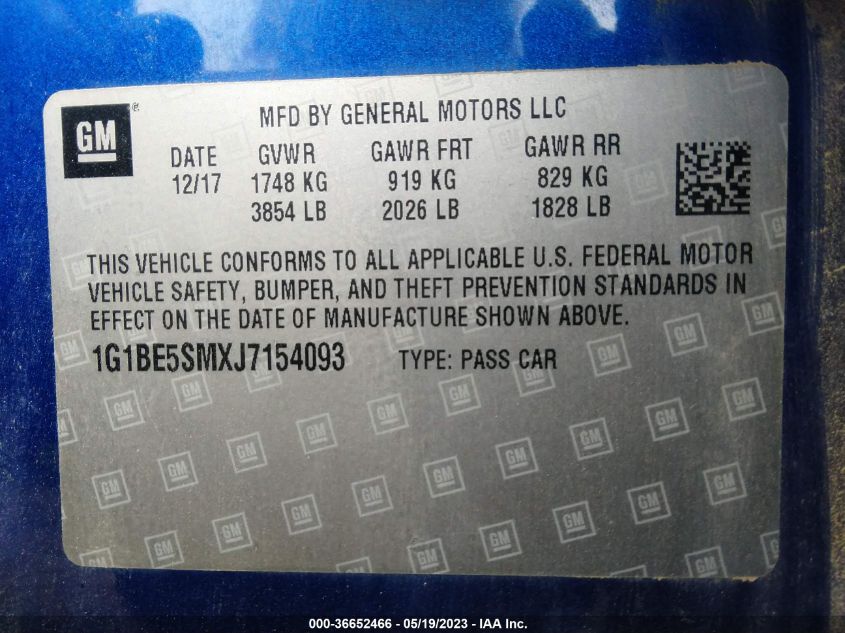 GM
MFD BY GENERAL MOTORS LLC
DATE GVWR GAWR FRT GAWR RR
12/17 1748 KG 919 KG 829 KG
3854 LB 2026 LB 1828 LB
THIS VEHICLE CONFORMS TO ALL APPLICABLE U.S. FEDERAL MOTOR
VEHICLE SAFETY, BUMPER, AND THEFT PREVENTION STANDARDS IN
EFFECT ON THE DATE OF MANUFACTURE SHOWN ABOVE.
1G1BE5SMXJ7154093 TYPE: PASS CAR
000-36652466 - 05/19/2023 - IAA Inc.